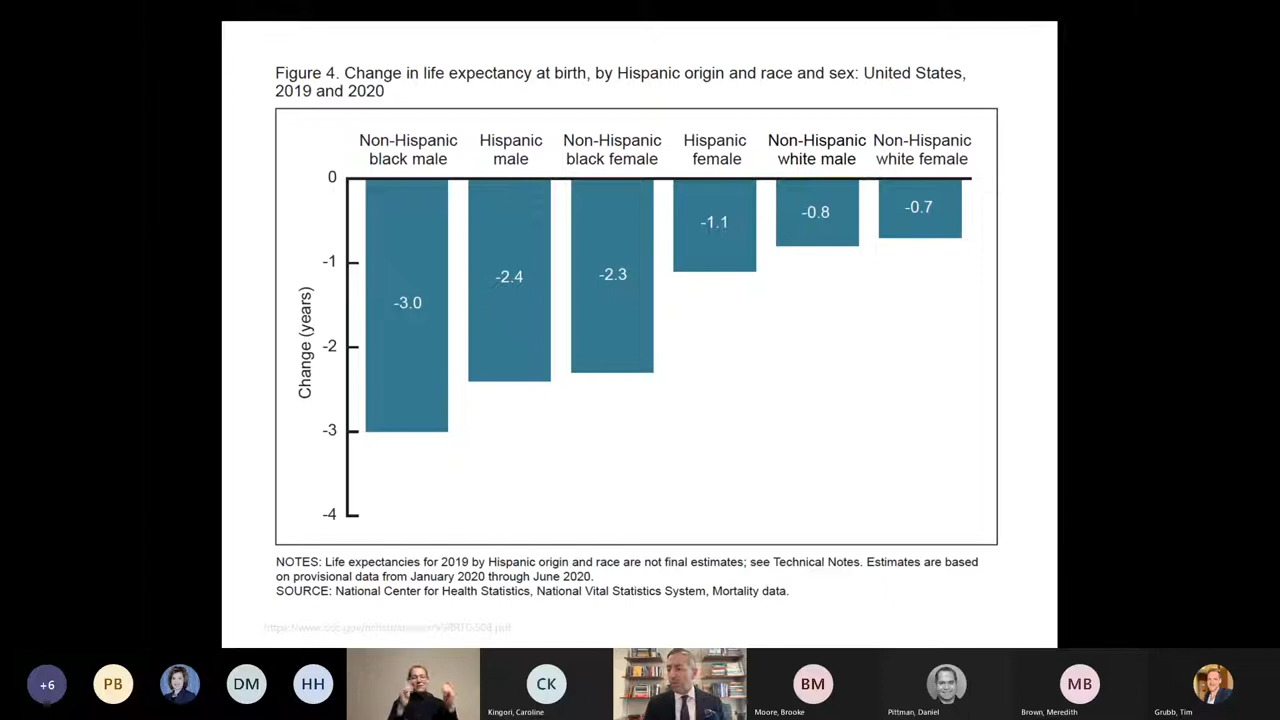 Figure 4. Change in life expectancy at birth, by Hispanic origin and race and sex: United States,
2019 and 2020
Non-Hispanic black male
Hispanic male
Non-Hispanic black female
Hispanic female
Non-Hispanic white male
Non-Hispanic white female
0
-1
-2
-3
-4
Change (years)
-3.0
-2.4
-2.3
-1.1
-0.8
-0.7
NOTES: Life expectancies for 2019 by Hispanic origin and race are not final estimates; see Technical Notes. Estimates are based
on provisional data from January 2020 through June 2020.
SOURCE: National Center for Health Statistics, National Vital Statistics System, Mortality data.
+6
PB
DM
HH
CK
Kingori, Caroline
BM
Moore, Brooke
Pittman, Daniel
MB
Brown, Meredith
Grubb, Tim